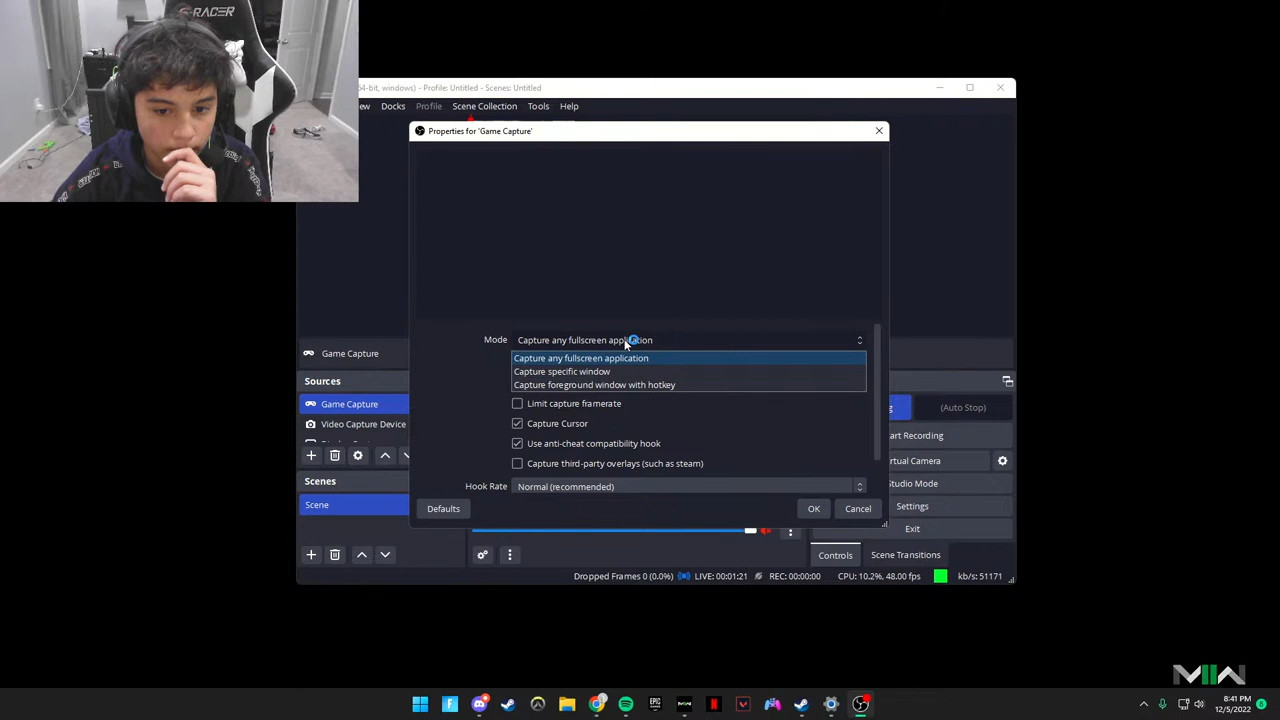 S-RACER
64-bit, windows) - Profile: Untitled - Scenes: Untitled
ew Docks Profile Scene Collection Tools Help
Properties for 'Game Capture'
Mode Capture any fullscreen application
Capture any fullscreen application
Capture specific window
Capture foreground window with hotkey
Limit capture framerate
Capture Cursor
Use anti-cheat compatibility hook
Capture third-party overlays (such as steam)
Hook Rate Normal (recommended)
Defaults OK Cancel
Game Capture
Sources
Game Capture
Video Capture Device
Scenes
Scene
g (Auto Stop)
art Recording
irtual Camera
Studio Mode
Settings
Exit
Controls Scene Transitions
Dropped Frames 0 (0.0%) LIVE: 00:01:21 REC: 00:00:00 CPU: 10.2%, 48.00 fps kb/s: 51171
MW
EPIC
8:41 PM
12/5/2022